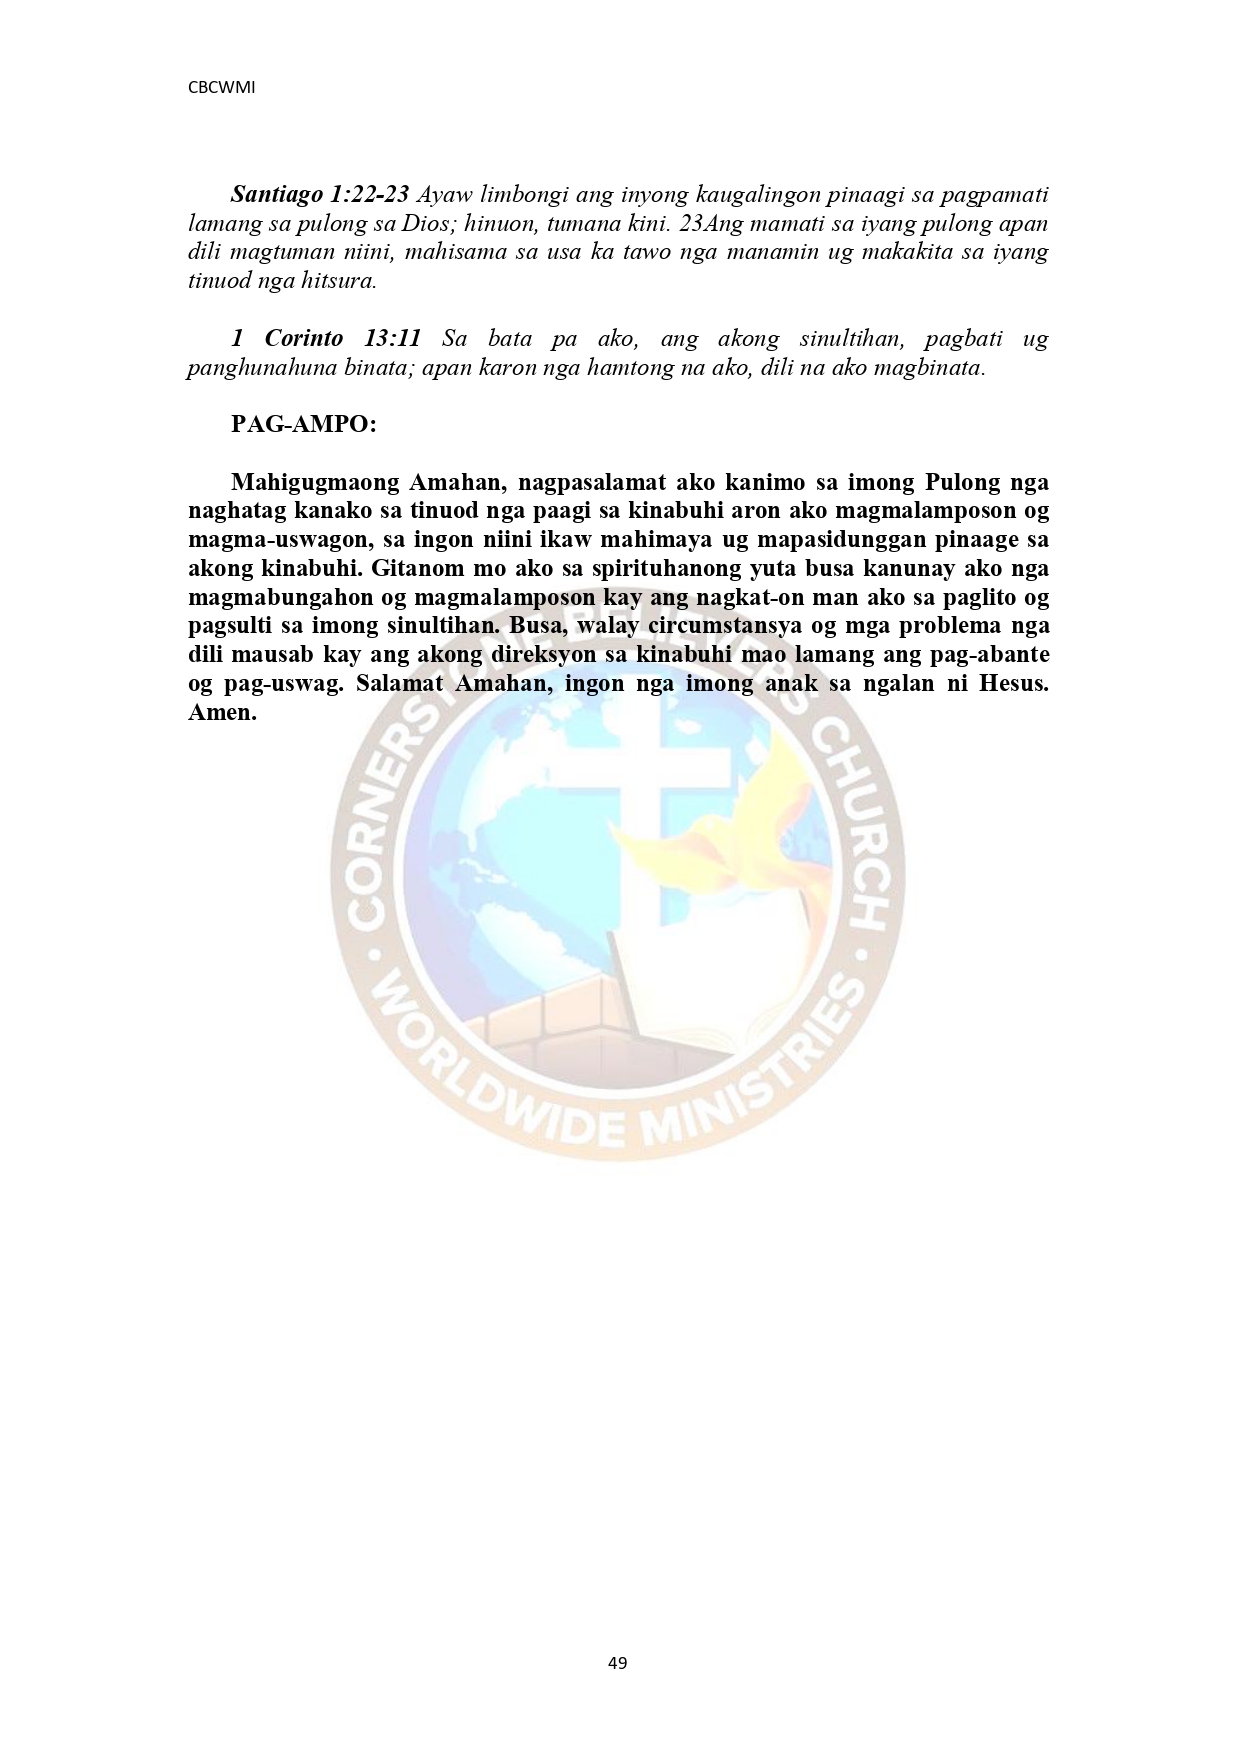 CBCWMI
Santiago 1:22-23 Ayaw limbongi ang inyong kaugalingon pinaagi sa pagpamati
lamang sa pulong sa Dios; hinuon, tumana kini. 23Ang mamati sa iyang pulong apan
dili magtuman niini, mahisama sa usa ka tawo nga manamin ug makakita sa iyang
tinuod nga hitsura.
1 Corinto 13:11 Sa bata pa ako, ang akong sinultihan, pagbati ug
panghunahuna binata; apan karon nga hamtong na ako, dili na ako magbinata.
PAG-AMPO:
Mahigugmaong Amahan, nagpasalamat ako kanimo sa imong Pulong nga
naghatag kanako sa tinuod nga paagi sa kinabuhi aron ako magmalamposon og
magma-uswagon, sa ingon niini ikaw mahimaya ug mapasidunggan pinaage sa
akong kinabuhi. Gitanom mo ako sa spirituhanong yuta busa kanunay ako nga
magmabungahon og magmalamposon kay ang nagkat-on man ako sa paglito og
pagsulti sa imong sinultihan. Busa, walay circumstansya og mga problema nga
dili mausab kay ang akong direksyon sa kinabuhi mao lamang ang pag-abante
og pag-uswag. Salamat Amahan, ingon nga imong anak sa ngalan ni Hesus.
Amen.
CORNERSTONE BELIEVERS CHURCH
• WORLDWIDE MINISTRIES •
49